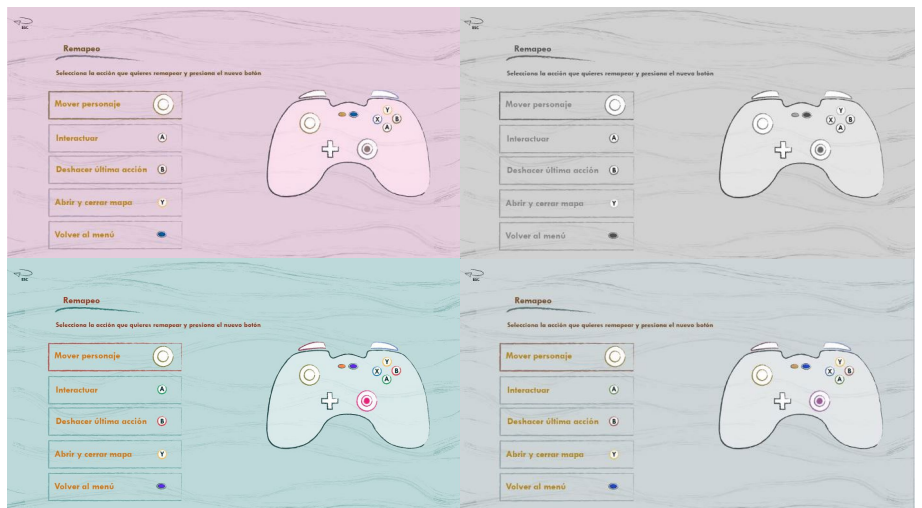 ESC
Remapeo
Selecciona la acción que quieres remapear y presiona el nuevo botón
Mover personaje
Interactuar A
Deshacer última acción B
Abrir y cerrar mapa Y
Volver al menú
Y
X B
A
ESC
Remapeo
Selecciona la acción que quieres remapear y presiona el nuevo botón
Mover personaje
Interactuar A
Deshacer última acción B
Abrir y cerrar mapa Y
Volver al menú
Y
X B
A
ESC
Remapeo
Selecciona la acción que quieres remapear y presiona el nuevo botón
Mover personaje
Interactuar A
Deshacer última acción B
Abrir y cerrar mapa Y
Volver al menú
Y
X B
A
ESC
Remapeo
Selecciona la acción que quieres remapear y presiona el nuevo botón
Mover personaje
Interactuar A
Deshacer última acción B
Abrir y cerrar mapa Y
Volver al menú
Y
X B
A